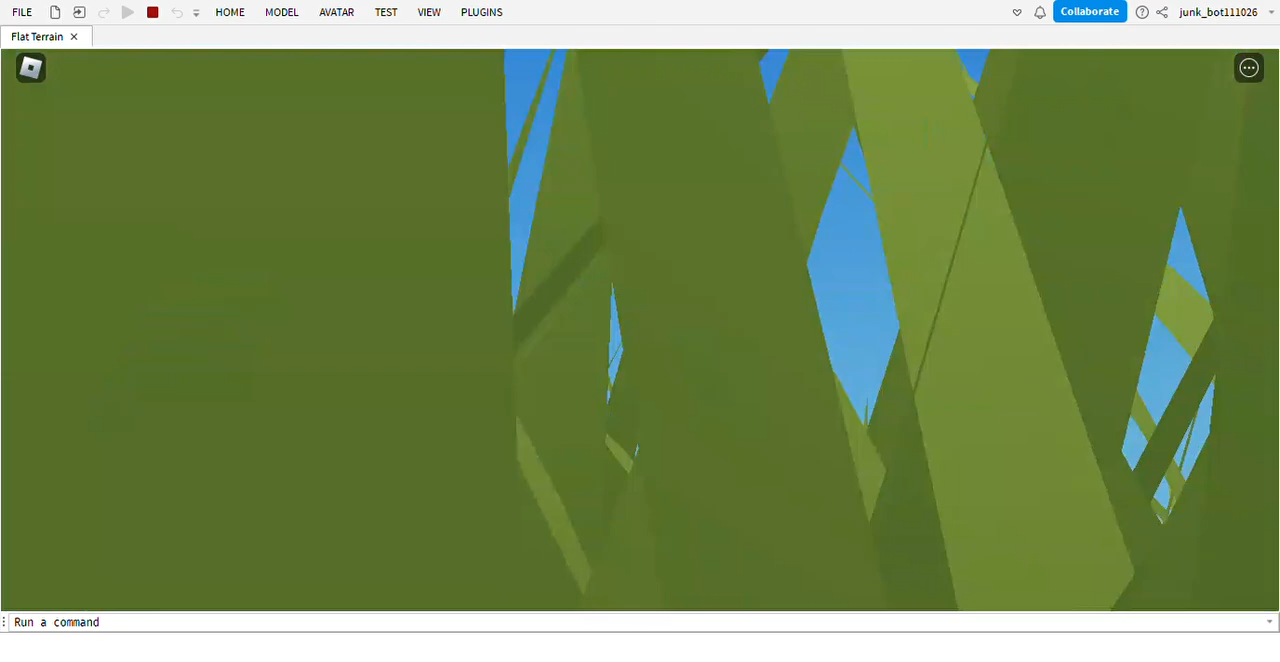 FILE HOME MODEL AVATAR TEST VIEW PLUGINS Collaborate junk_bot111026
Flat Terrain
Run a command